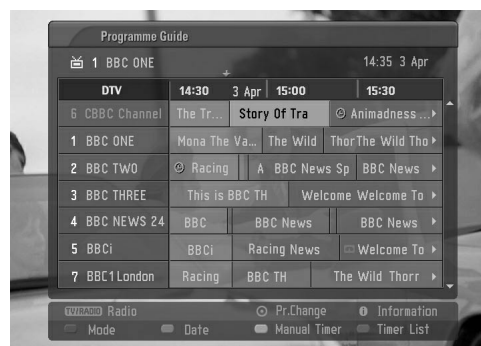 Programme Guide
1 BBC ONE 14:35 3 Apr
DTV 14:30 3 Apr 15:00 15:30
6 CBBC Channel The Tr... Story Of Tra Animadness ...
1 BBC ONE Mona The Va... The Wild ThorThe Wild Tho
2 BBC TWO Racing A BBC News Sp BBC News
3 BBC THREE This is BBC TH Welcome Welcome To
4 BBC NEWS 24 BBC BBC News BBC News
5 BBCi BBCi Racing News Welcome To
7 BBC1 London Racing BBC TH The Wild Thorr
TV/RADIO Radio Pr.Change i Information
Mode Date Manual Timer Timer List